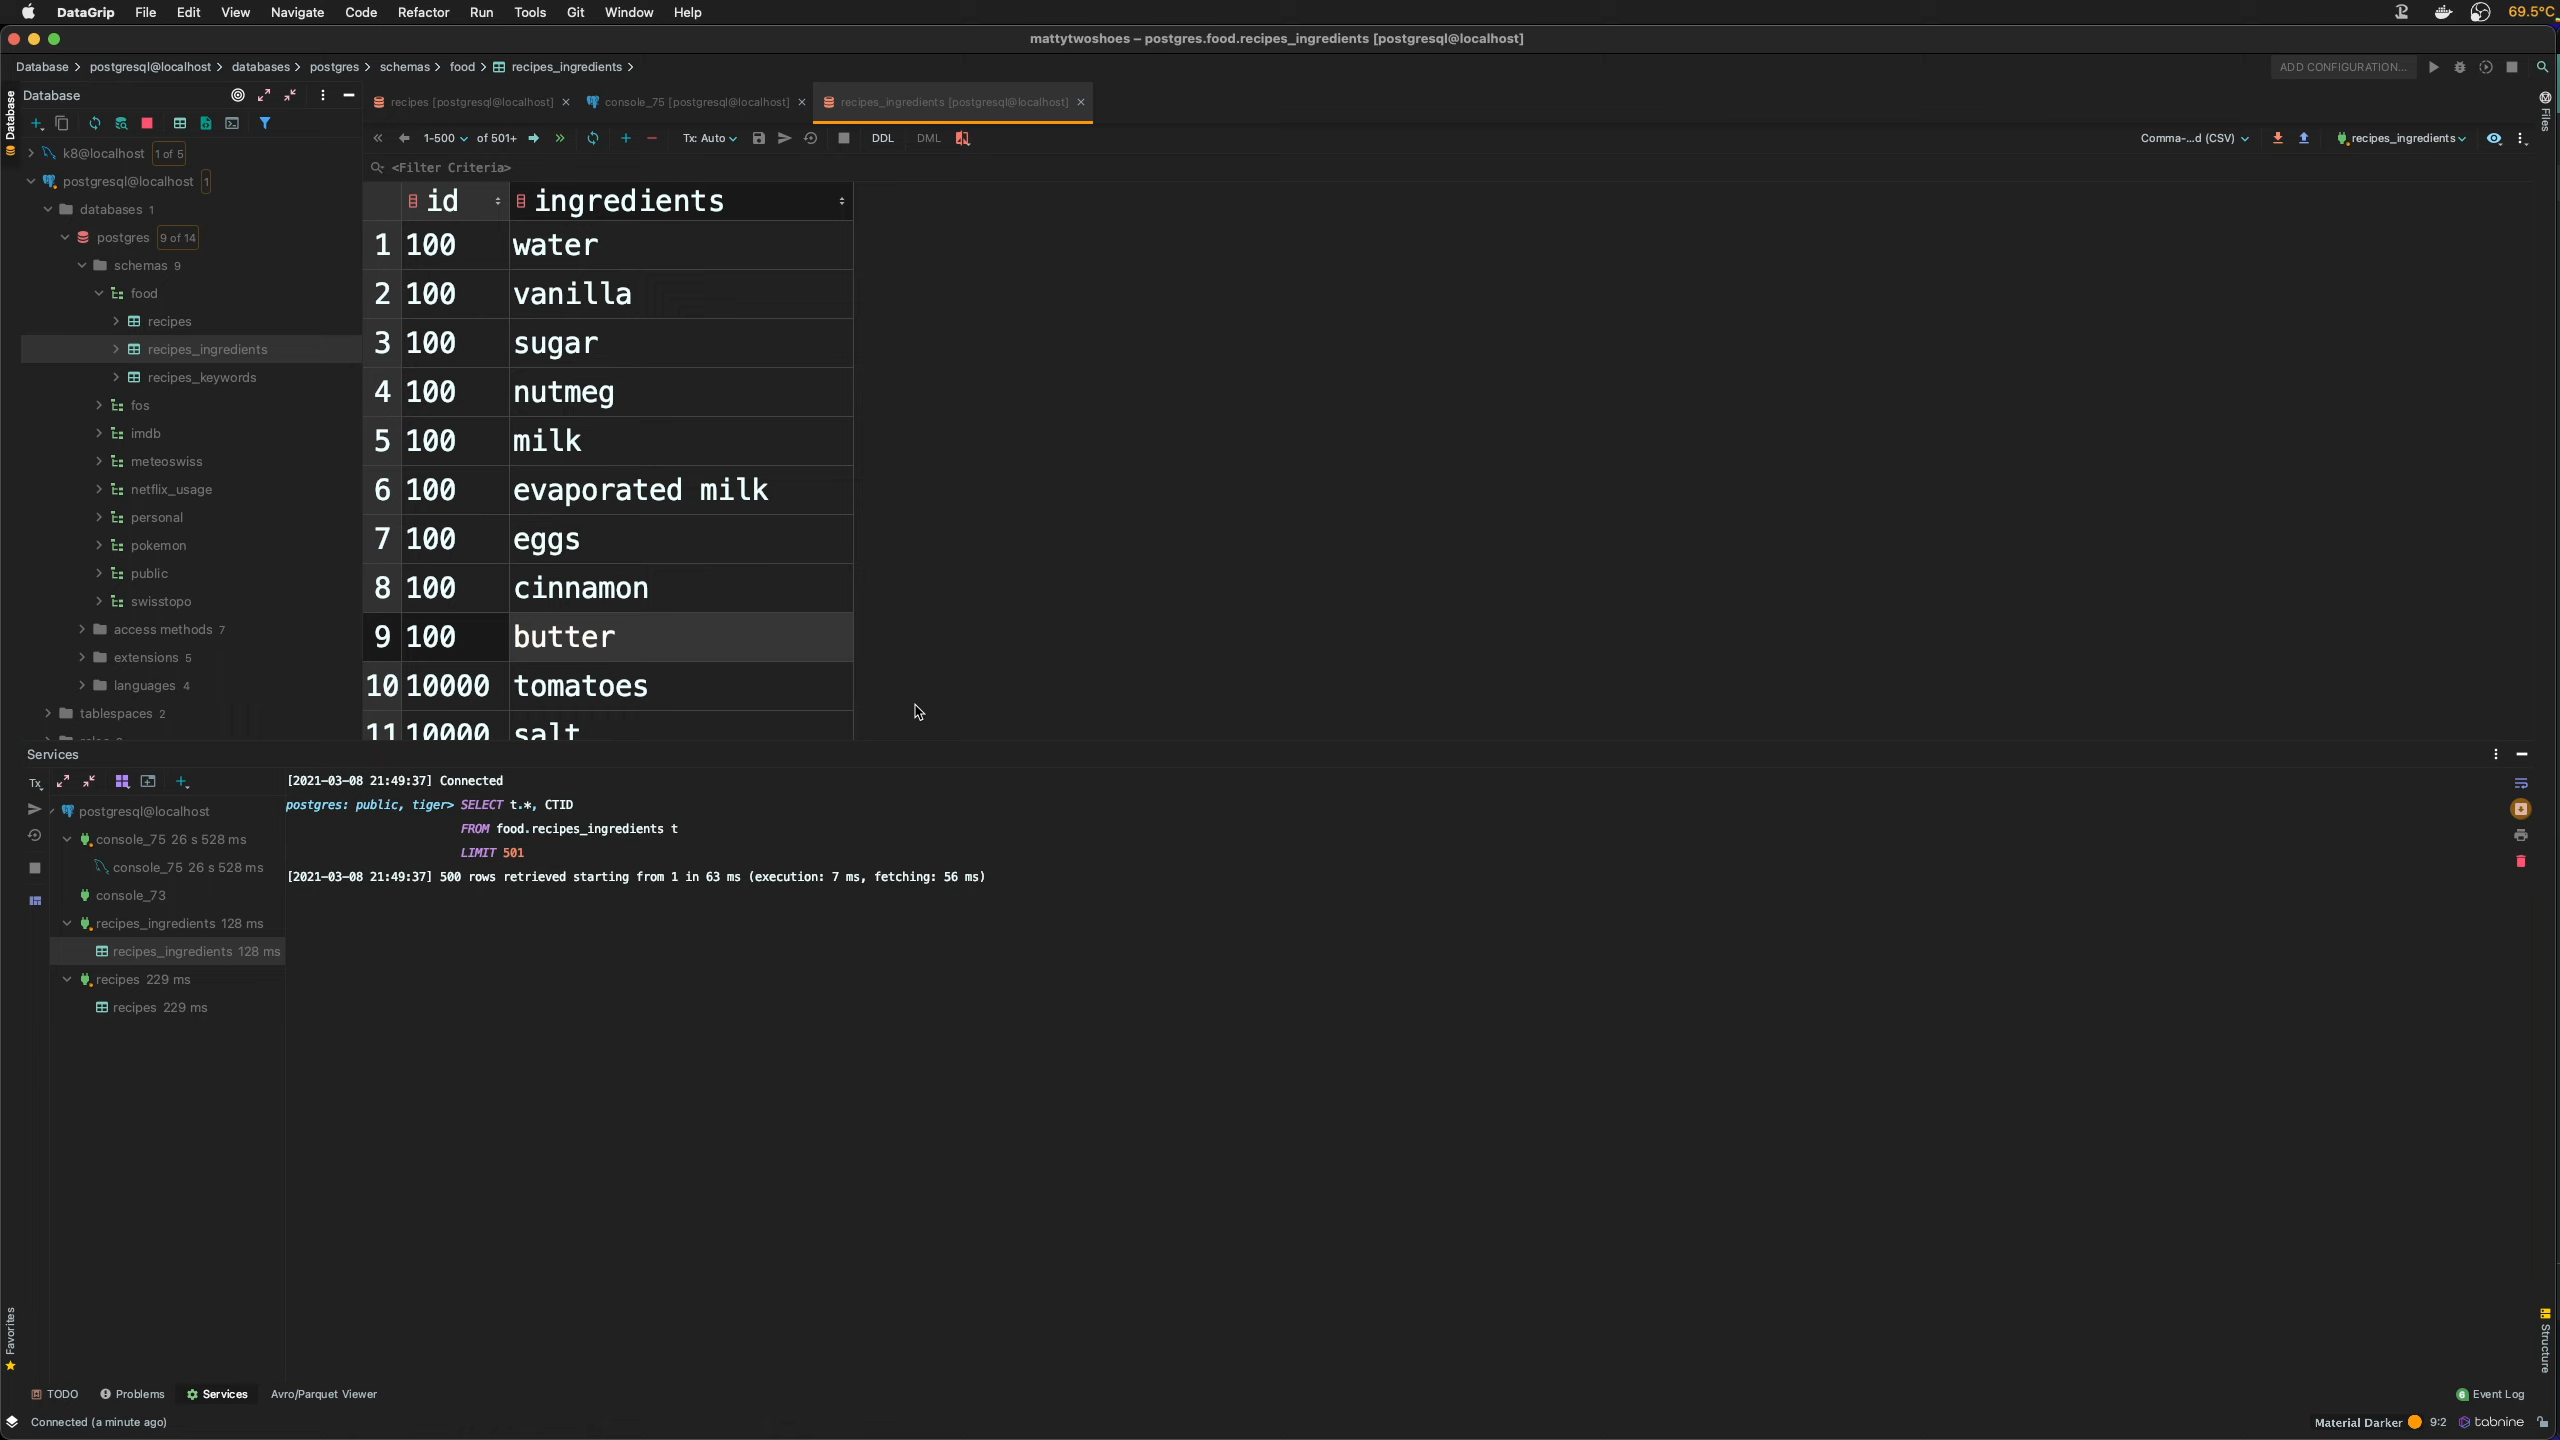 DataGrip File Edit View Navigate Code Refactor Run Tools Git Window Help 69.5°C
mattytwoshoes – postgres.food.recipes_ingredients [postgresql@localhost]
Database postgresql@localhost databases postgres schemas food recipes_ingredients ADD CONFIGURATION...
Database
Database
Files
recipes [postgresql@localhost] console_75 [postgresql@localhost] recipes_ingredients [postgresql@localhost]
1-500 of 501+ Tx: Auto DDL DML Comma-...d (CSV) recipes_ingredients
<Filter Criteria>
k8@localhost 1 of 5
postgresql@localhost 1
databases 1
postgres 9 of 14
schemas 9
food
recipes
recipes_ingredients
recipes_keywords
fos
imdb
meteoswiss
netflix_usage
personal
pokemon
public
swisstopo
access methods 7
extensions 5
languages 4
tablespaces 2
id ingredients
1 100 water
2 100 vanilla
3 100 sugar
4 100 nutmeg
5 100 milk
6 100 evaporated milk
7 100 eggs
8 100 cinnamon
9 100 butter
10 10000 tomatoes
11 10000 salt
Services
Tx
postgresql@localhost
console_75 26 s 528 ms
console_75 26 s 528 ms
console_73
recipes_ingredients 128 ms
recipes_ingredients 128 ms
recipes 229 ms
recipes 229 ms
[2021-03-08 21:49:37] Connected
postgres: public, tiger> SELECT t.*, CTID
FROM food.recipes_ingredients t
LIMIT 501
[2021-03-08 21:49:37] 500 rows retrieved starting from 1 in 63 ms (execution: 7 ms, fetching: 56 ms)
Favorites
Structure
TODO Problems Services Avro/Parquet Viewer 6 Event Log
Connected (a minute ago) Material Darker 9:2 tabnine